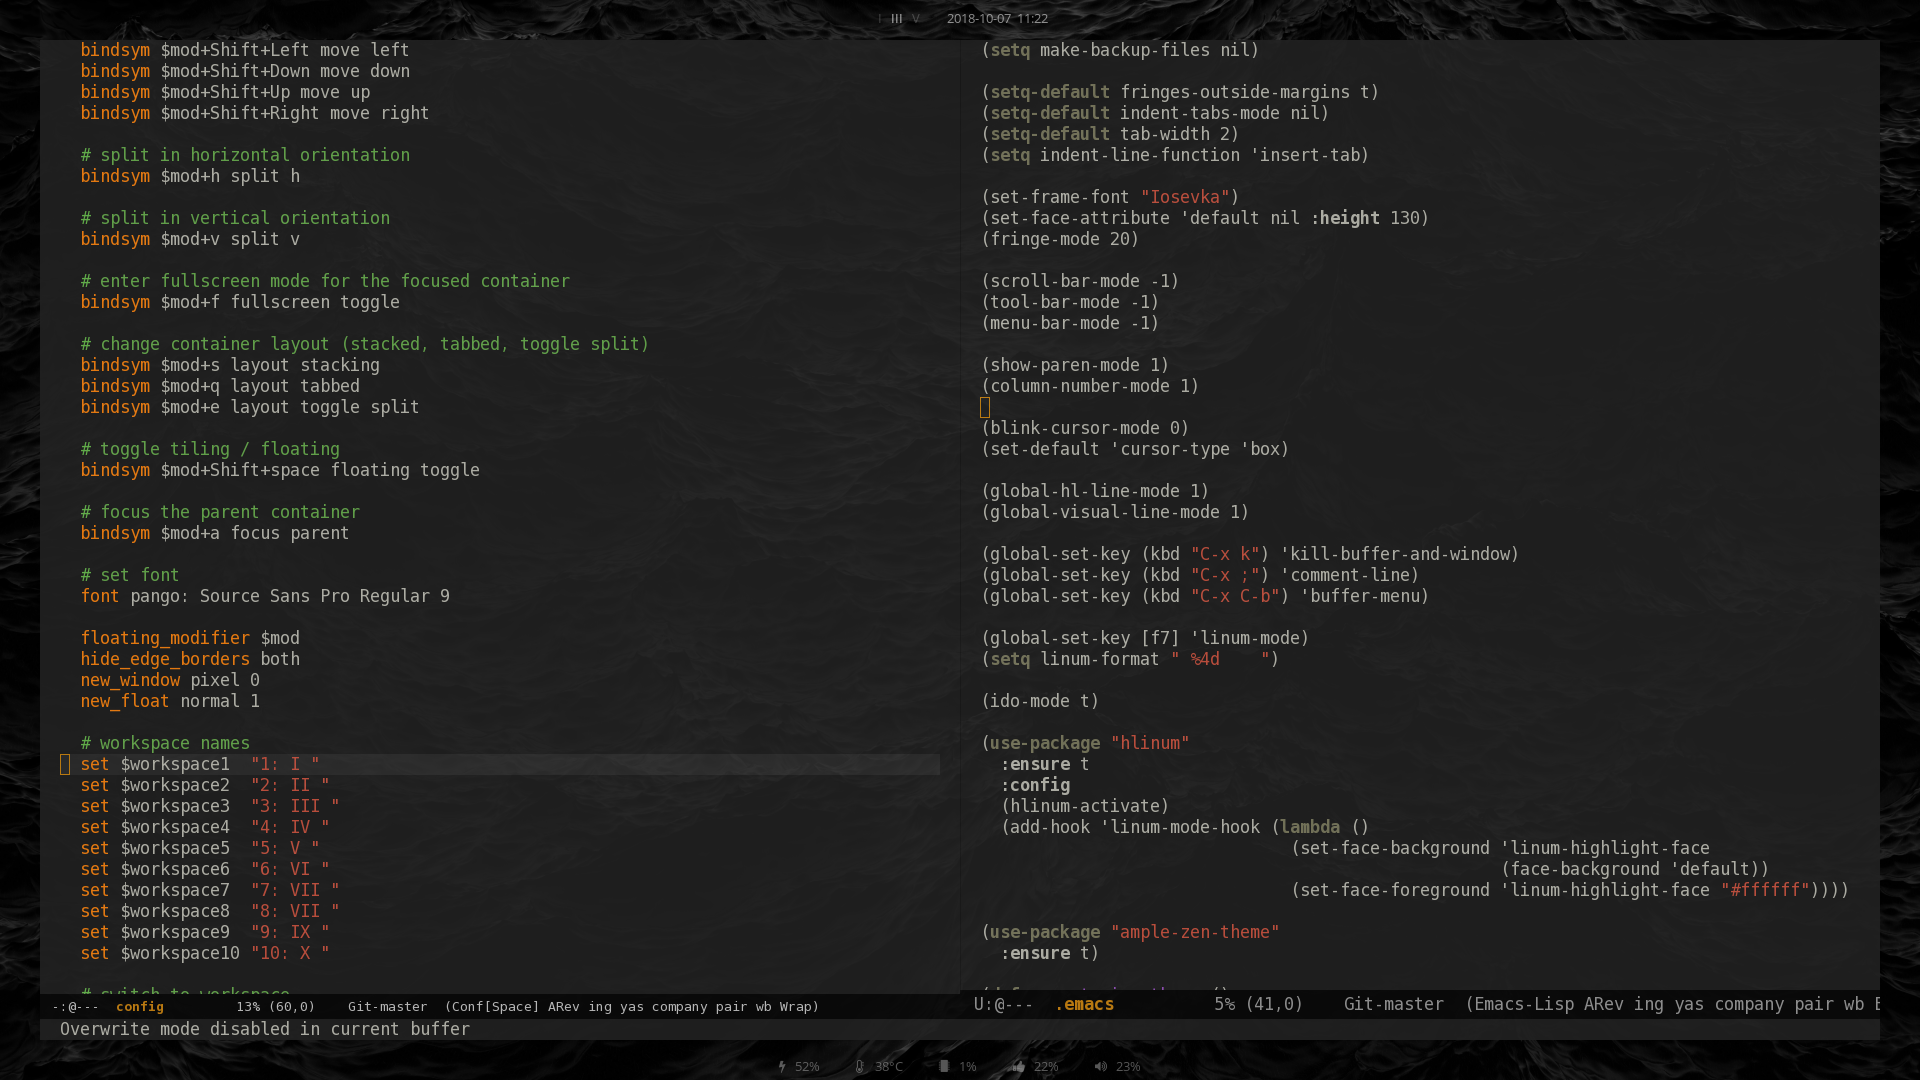 I III V 2018-10-07 11:22
bindsym $mod+Shift+Left move left
bindsym $mod+Shift+Down move down
bindsym $mod+Shift+Up move up
bindsym $mod+Shift+Right move right

# split in horizontal orientation
bindsym $mod+h split h

# split in vertical orientation
bindsym $mod+v split v

# enter fullscreen mode for the focused container
bindsym $mod+f fullscreen toggle

# change container layout (stacked, tabbed, toggle split)
bindsym $mod+s layout stacking
bindsym $mod+q layout tabbed
bindsym $mod+e layout toggle split

# toggle tiling / floating
bindsym $mod+Shift+space floating toggle

# focus the parent container
bindsym $mod+a focus parent

# set font
font pango: Source Sans Pro Regular 9

floating_modifier $mod
hide_edge_borders both
new_window pixel 0
new_float normal 1

# workspace names
set $workspace1  "1: I "
set $workspace2  "2: II "
set $workspace3  "3: III "
set $workspace4  "4: IV "
set $workspace5  "5: V "
set $workspace6  "6: VI "
set $workspace7  "7: VII "
set $workspace8  "8: VII "
set $workspace9  "9: IX "
set $workspace10 "10: X "

# switch to workspace
-:@---  config       13% (60,0)    Git-master  (Conf[Space] ARev ing yas company pair wb Wrap)
(setq make-backup-files nil)

(setq-default fringes-outside-margins t)
(setq-default indent-tabs-mode nil)
(setq-default tab-width 2)
(setq indent-line-function 'insert-tab)

(set-frame-font "Iosevka")
(set-face-attribute 'default nil :height 130)
(fringe-mode 20)

(scroll-bar-mode -1)
(tool-bar-mode -1)
(menu-bar-mode -1)

(show-paren-mode 1)
(column-number-mode 1)

(blink-cursor-mode 0)
(set-default 'cursor-type 'box)

(global-hl-line-mode 1)
(global-visual-line-mode 1)

(global-set-key (kbd "C-x k") 'kill-buffer-and-window)
(global-set-key (kbd "C-x ;") 'comment-line)
(global-set-key (kbd "C-x C-b") 'buffer-menu)

(global-set-key [f7] 'linum-mode)
(setq linum-format " %4d    ")

(ido-mode t)

(use-package "hlinum"
  :ensure t
  :config
  (hlinum-activate)
  (add-hook 'linum-mode-hook (lambda ()
                               (set-face-background 'linum-highlight-face
                                                    (face-background 'default))
                               (set-face-foreground 'linum-highlight-face "#ffffff"))))

(use-package "ample-zen-theme"
  :ensure t)

U:@---  .emacs          5% (41,0)    Git-master  (Emacs-Lisp ARev ing yas company pair wb
Overwrite mode disabled in current buffer
52% 38°C 1% 22% 23%